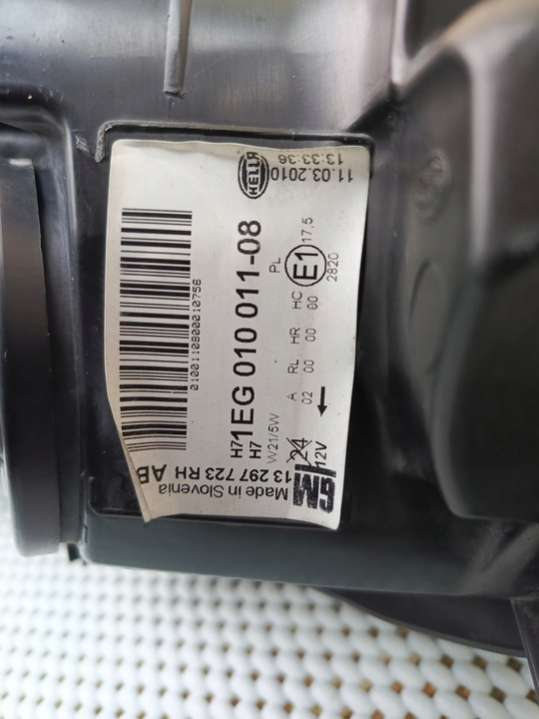 HELLA
11.03.2010
13:33:36
01001108000010756
1EG 010 011-08
H7
H7
W21/5W
PL
A RL HR HC
02 00 00 00
E1
17,5
2820
24
12V
GM
13 297 723 RH AB
Made in Slovenia